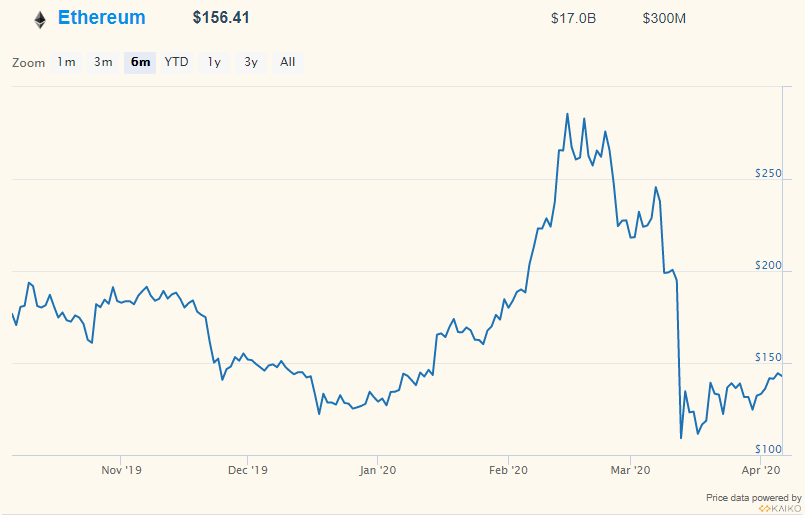 Ethereum $156.41 $17.0B $300M
Zoom 1m 3m 6m YTD 1y 3y All
$250
$200
$150
$100
Nov '19 Dec '19 Jan '20 Feb '20 Mar '20 Apr '20
Price data powered by
KAIKO